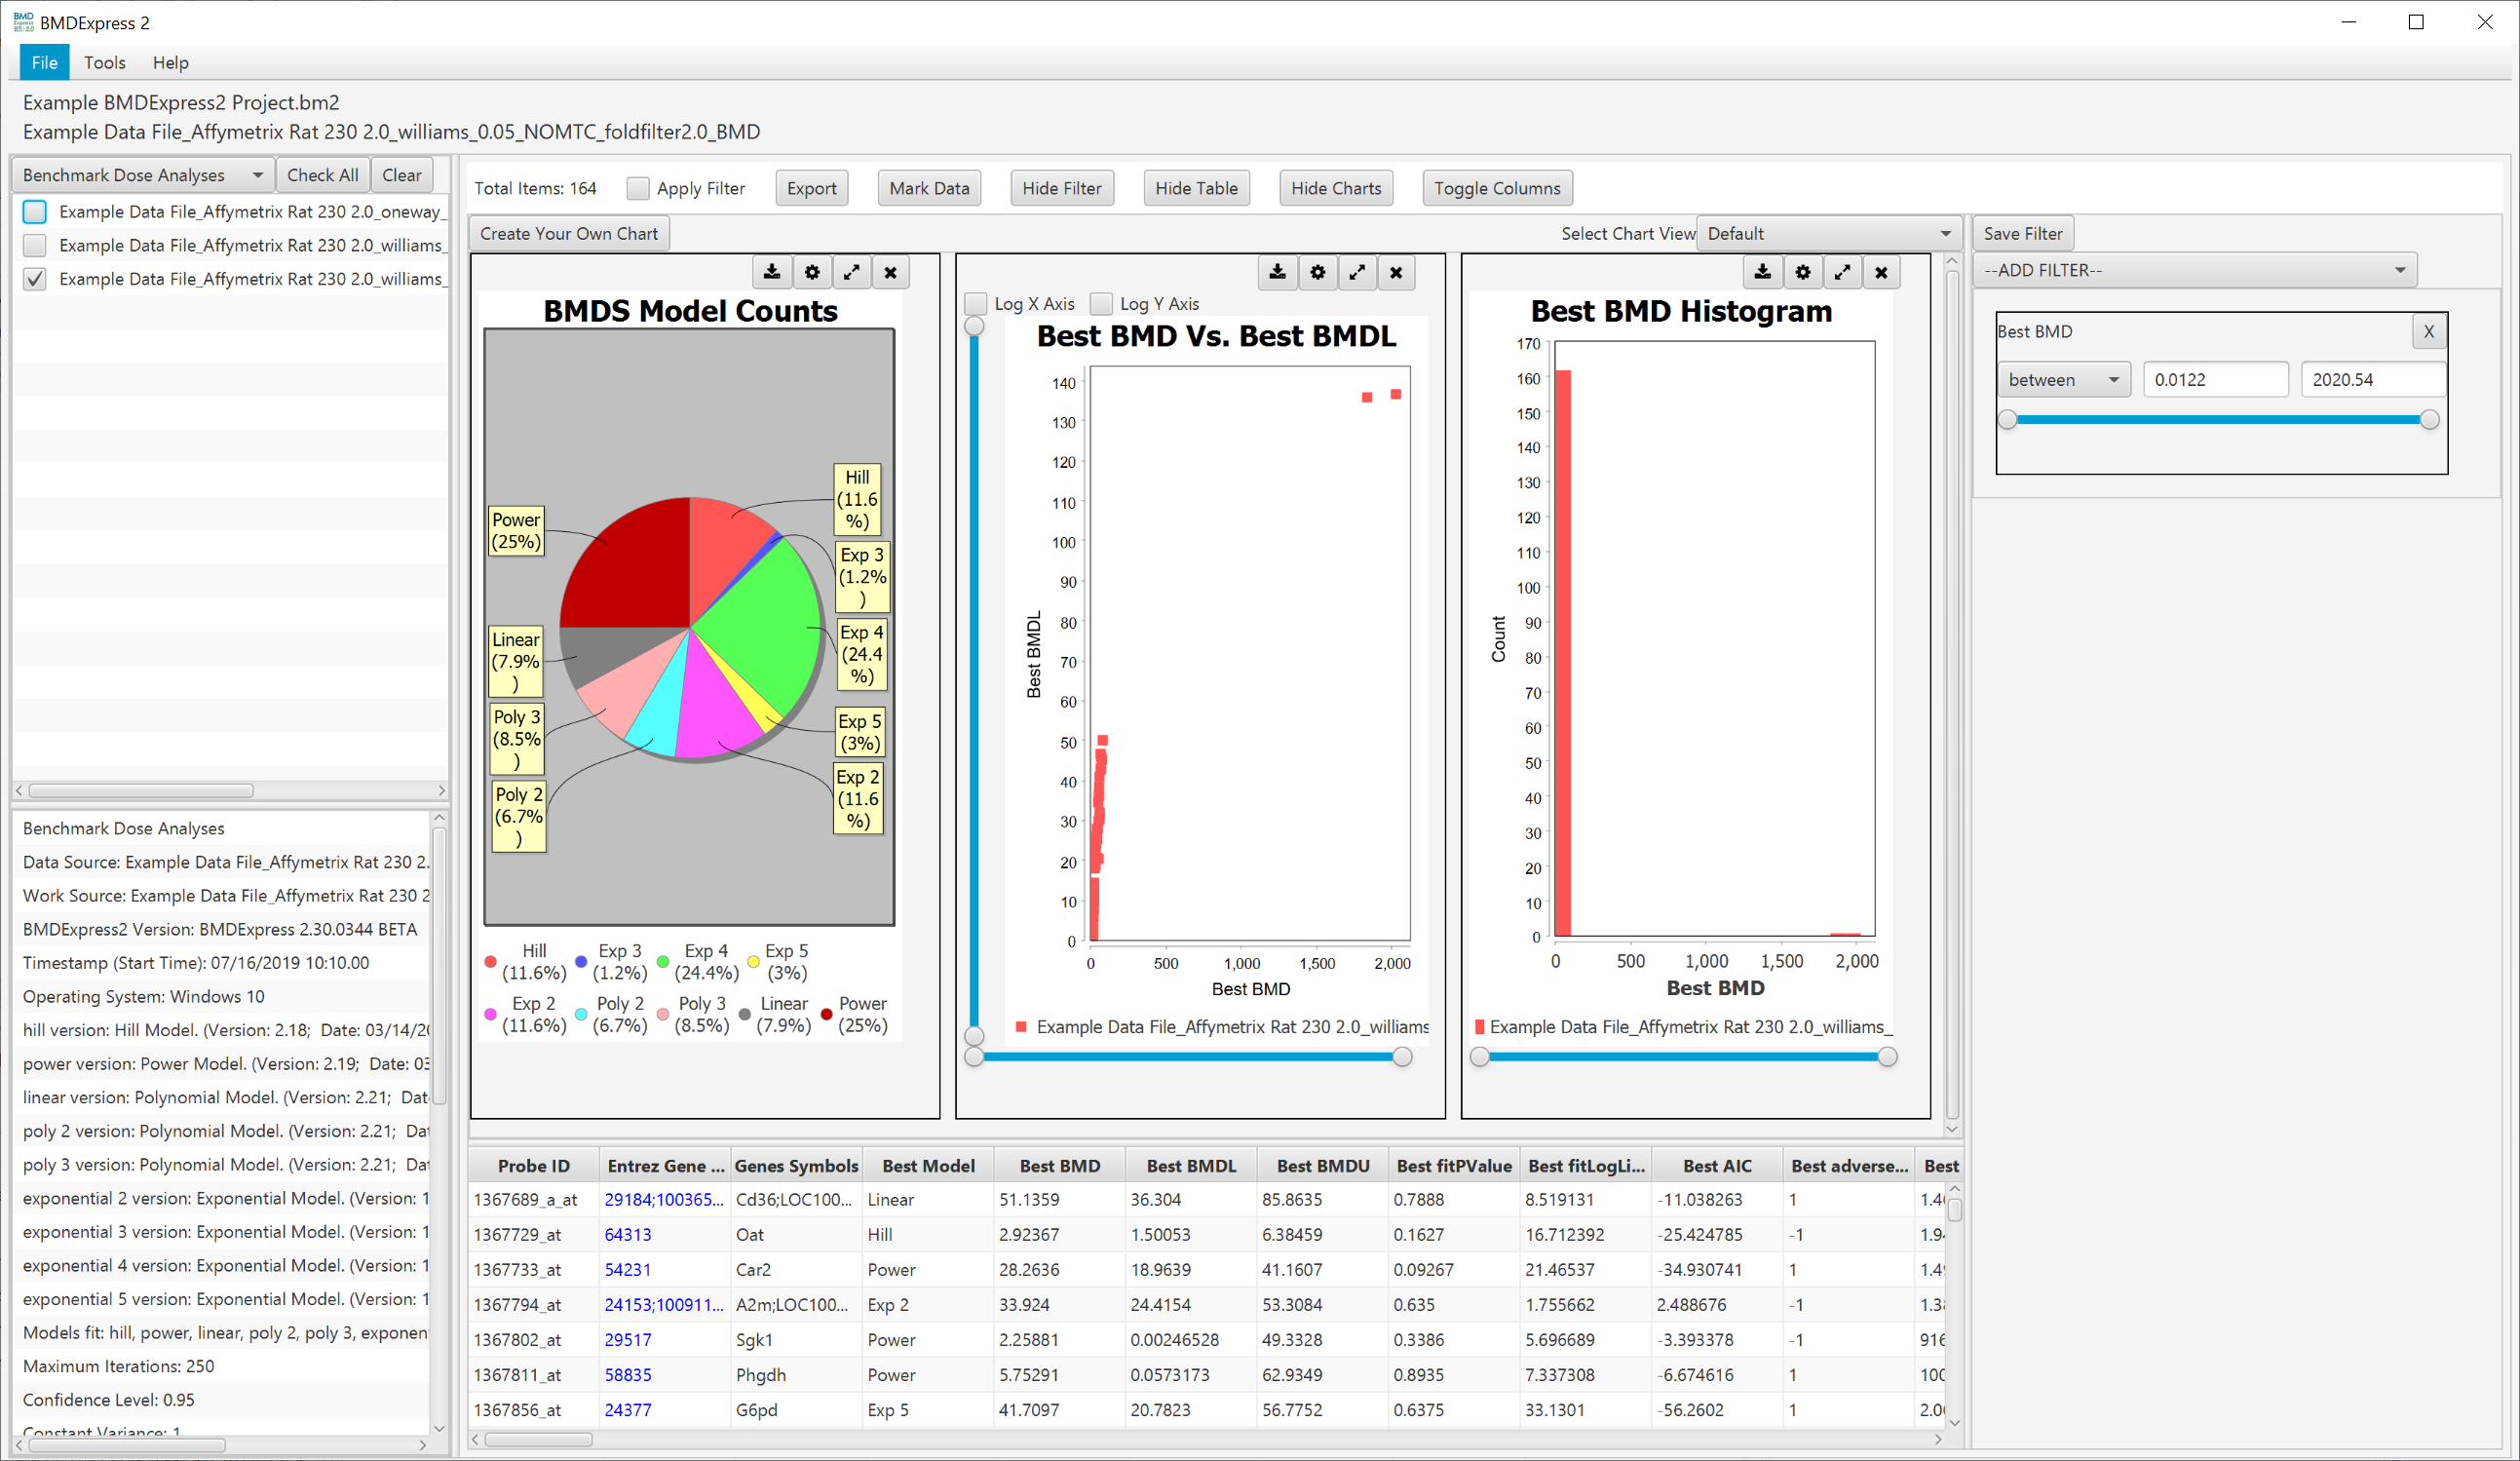 BMDExpress 2
File Tools Help
Example BMDExpress2 Project.bm2
Example Data File_Affymetrix Rat 230 2.0_williams_0.05_NOMTC_foldfilter2.0_BMD
Benchmark Dose Analyses Check All Clear
Example Data File_Affymetrix Rat 230 2.0_oneway_
Example Data File_Affymetrix Rat 230 2.0_williams_
Example Data File_Affymetrix Rat 230 2.0_williams_
Benchmark Dose Analyses
Data Source: Example Data File_Affymetrix Rat 230 2.
Work Source: Example Data File_Affymetrix Rat 230 2
BMDExpress2 Version: BMDExpress 2.30.0344 BETA
Timestamp (Start Time): 07/16/2019 10:10.00
Operating System: Windows 10
hill version: Hill Model. (Version: 2.18; Date: 03/14/20
power version: Power Model. (Version: 2.19; Date: 03
linear version: Polynomial Model. (Version: 2.21; Dat
poly 2 version: Polynomial Model. (Version: 2.21; Dat
poly 3 version: Polynomial Model. (Version: 2.21; Dat
exponential 2 version: Exponential Model. (Version: 1
exponential 3 version: Exponential Model. (Version: 1
exponential 4 version: Exponential Model. (Version: 1
exponential 5 version: Exponential Model. (Version: 1
Models fit: hill, power, linear, poly 2, poly 3, exponen
Maximum Iterations: 250
Confidence Level: 0.95
Constant Variance: 1
Total Items: 164 Apply Filter Export Mark Data Hide Filter Hide Table Hide Charts Toggle Columns
Create Your Own Chart Select Chart View Default
BMDS Model Counts
Hill
(11.6
%)
Exp 3
(1.2%
)
Exp 4
(24.4
%)
Exp 5
(3%)
Exp 2
(11.6
%)
Power
(25%)
Linear
(7.9%
)
Poly 3
(8.5%
)
Poly 2
(6.7%
)
Hill Exp 3 Exp 4 Exp 5
(11.6%) (1.2%) (24.4%) (3%)
Exp 2 Poly 2 Poly 3 Linear Power
(11.6%) (6.7%) (8.5%) (7.9%) (25%)
Log X Axis Log Y Axis
Best BMD Vs. Best BMDL
140
130
120
110
100
90
80
70
60
50
40
30
20
10
0
Best BMDL
0 500 1,000 1,500 2,000
Best BMD
Example Data File_Affymetrix Rat 230 2.0_williams
Best BMD Histogram
170
160
150
140
130
120
110
100
90
80
70
60
50
40
30
20
10
0
Count
0 500 1,000 1,500 2,000
Best BMD
Example Data File_Affymetrix Rat 230 2.0_williams_
Save Filter
--ADD FILTER--
Best BMD X
between 0.0122 2020.54
Probe ID Entrez Gene ... Genes Symbols Best Model Best BMD Best BMDL Best BMDU Best fitPValue Best fitLogLi... Best AIC Best adverse... Best
1367689_a_at 29184;100365... Cd36;LOC100... Linear 51.1359 36.304 85.8635 0.7888 8.519131 -11.038263 1 1.4
1367729_at 64313 Oat Hill 2.92367 1.50053 6.38459 0.1627 16.712392 -25.424785 -1 1.9
1367733_at 54231 Car2 Power 28.2636 18.9639 41.1607 0.09267 21.46537 -34.930741 1 1.4
1367794_at 24153;100911... A2m;LOC100... Exp 2 33.924 24.4154 53.3084 0.635 1.755662 2.488676 -1 1.3
1367802_at 29517 Sgk1 Power 2.25881 0.00246528 49.3328 0.3386 5.696689 -3.393378 -1 916
1367811_at 58835 Phgdh Power 5.75291 0.0573173 62.9349 0.8935 7.337308 -6.674616 1 100
1367856_at 24377 G6pd Exp 5 41.7097 20.7823 56.7752 0.6375 33.1301 -56.2602 1 2.0